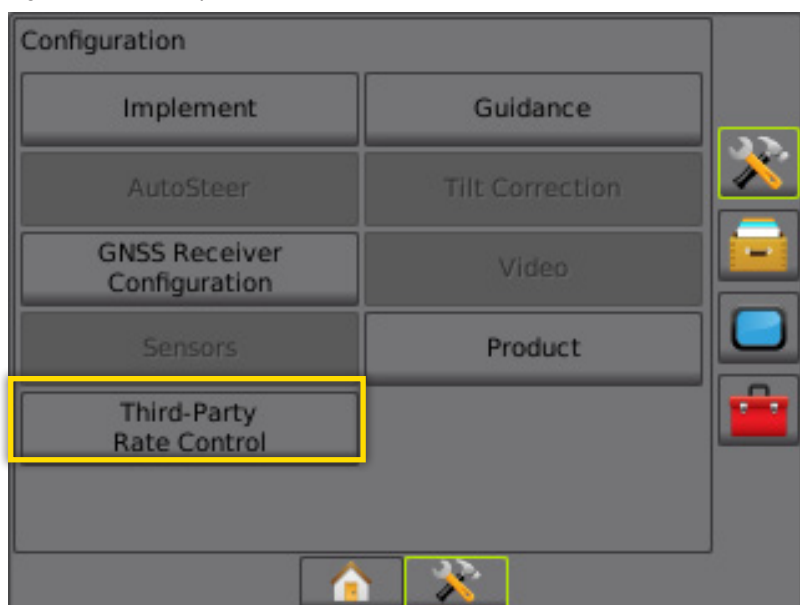 Configuration
Implement
Guidance
AutoSteer
Tilt Correction
GNSS Receiver
Configuration
Video
Sensors
Product
Third-Party
Rate Control